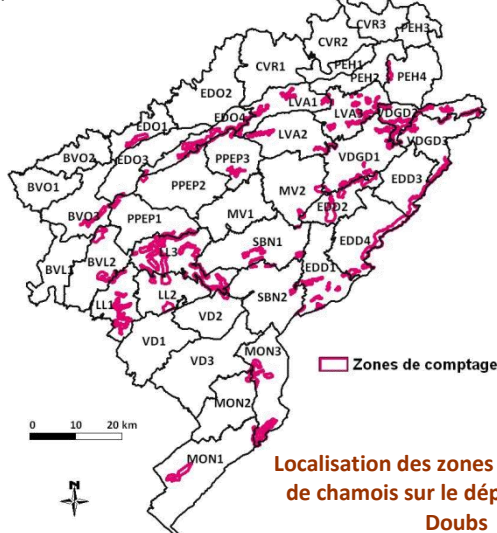 CVR3
PEH3
CVR2
PEH1
CVR1
PEH2
PEH4
EDO2
LVA1
LVA3
EDO4
VDGD
EDO1
LVA2
VDGD3
BVO2
EDO3
PPEP3
VDGD1
BVO1
PPEP2
MV2
EDD2
EDD3
BVO3
PPEP1
MV1
LL3
SBN1
EDD4
BVL1
BVL2
EDD1
LL1
LL2
SBN2
VD2
VD1
MON3
VD3
Zones de comptage
MON2
0 10 20 km
MON1
Localisation des zones
N
de chamois sur le dép
Doubs